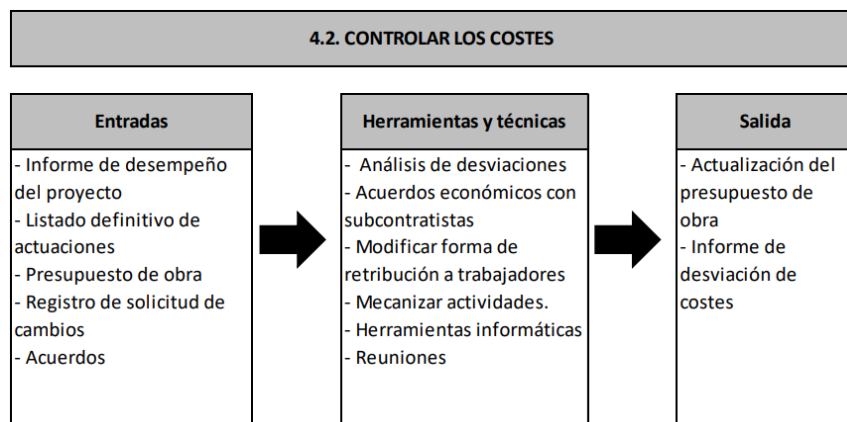 4.2. CONTROLAR LOS COSTES
Entradas
- Informe de desempeño
del proyecto
- Listado definitivo de
actuaciones
- Presupuesto de obra
- Registro de solicitud de
cambios
- Acuerdos
Herramientas y técnicas
- Análisis de desviaciones
- Acuerdos económicos con
subcontratistas
- Modificar forma de
retribución a trabajadores
- Mecanizar actividades.
- Herramientas informáticas
- Reuniones
Salida
- Actualización del
presupuesto de
obra
- Informe de
desviación de
costes